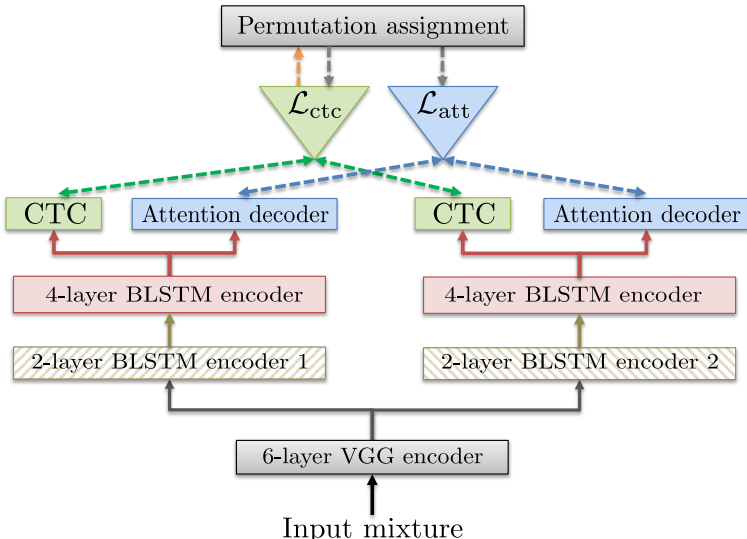 Permutation assignment
ℒctc
ℒatt
CTC
Attention decoder
CTC
Attention decoder
4-layer BLSTM encoder
4-layer BLSTM encoder
2-layer BLSTM encoder 1
2-layer BLSTM encoder 2
6-layer VGG encoder
Input mixture